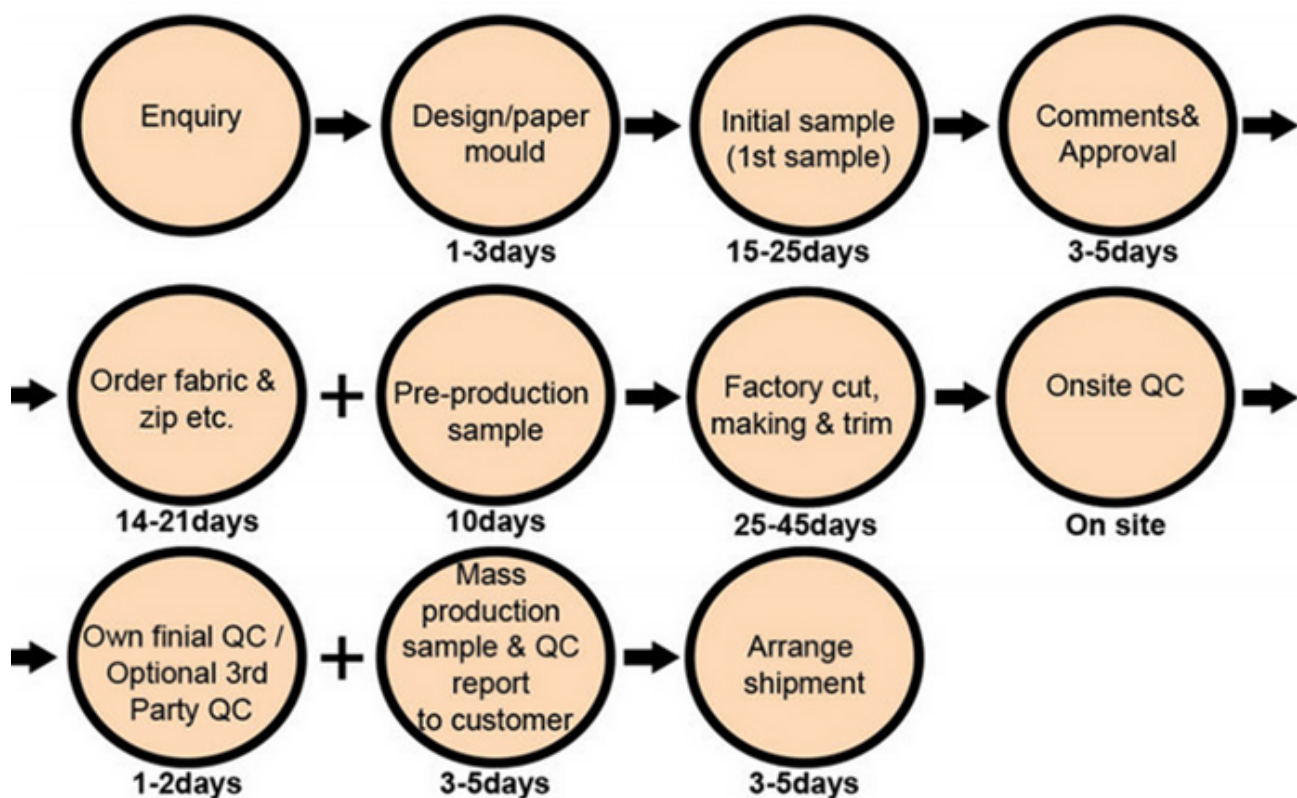 Enquiry
Design/paper
mould
1-3days
Initial sample
(1st sample)
15-25days
Comments&
Approval
3-5days
Order fabric &
zip etc.
14-21days
+
Pre-production
sample
10days
Factory cut,
making & trim
25-45days
Onsite QC
On site
Own finial QC /
Optional 3rd
Party QC
1-2days
+
Mass
production
sample & QC
report
to customer
3-5days
Arrange
shipment
3-5days